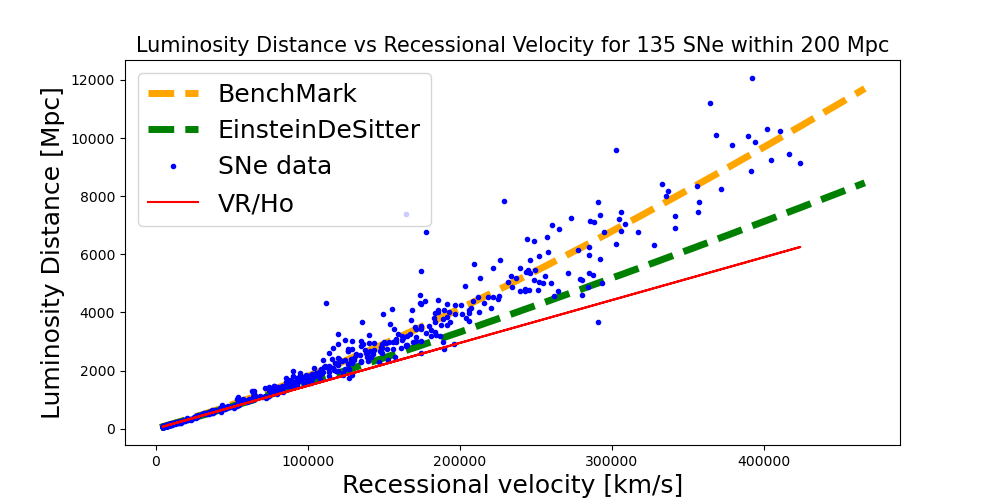 Luminosity Distance vs Recessional Velocity for 135 SNe within 200 Mpc
Luminosity Distance [Mpc]
12000
10000
8000
6000
4000
2000
0
BenchMark
EinsteinDeSitter
SNe data
VR/Ho
0 100000 200000 300000 400000
Recessional velocity [km/s]